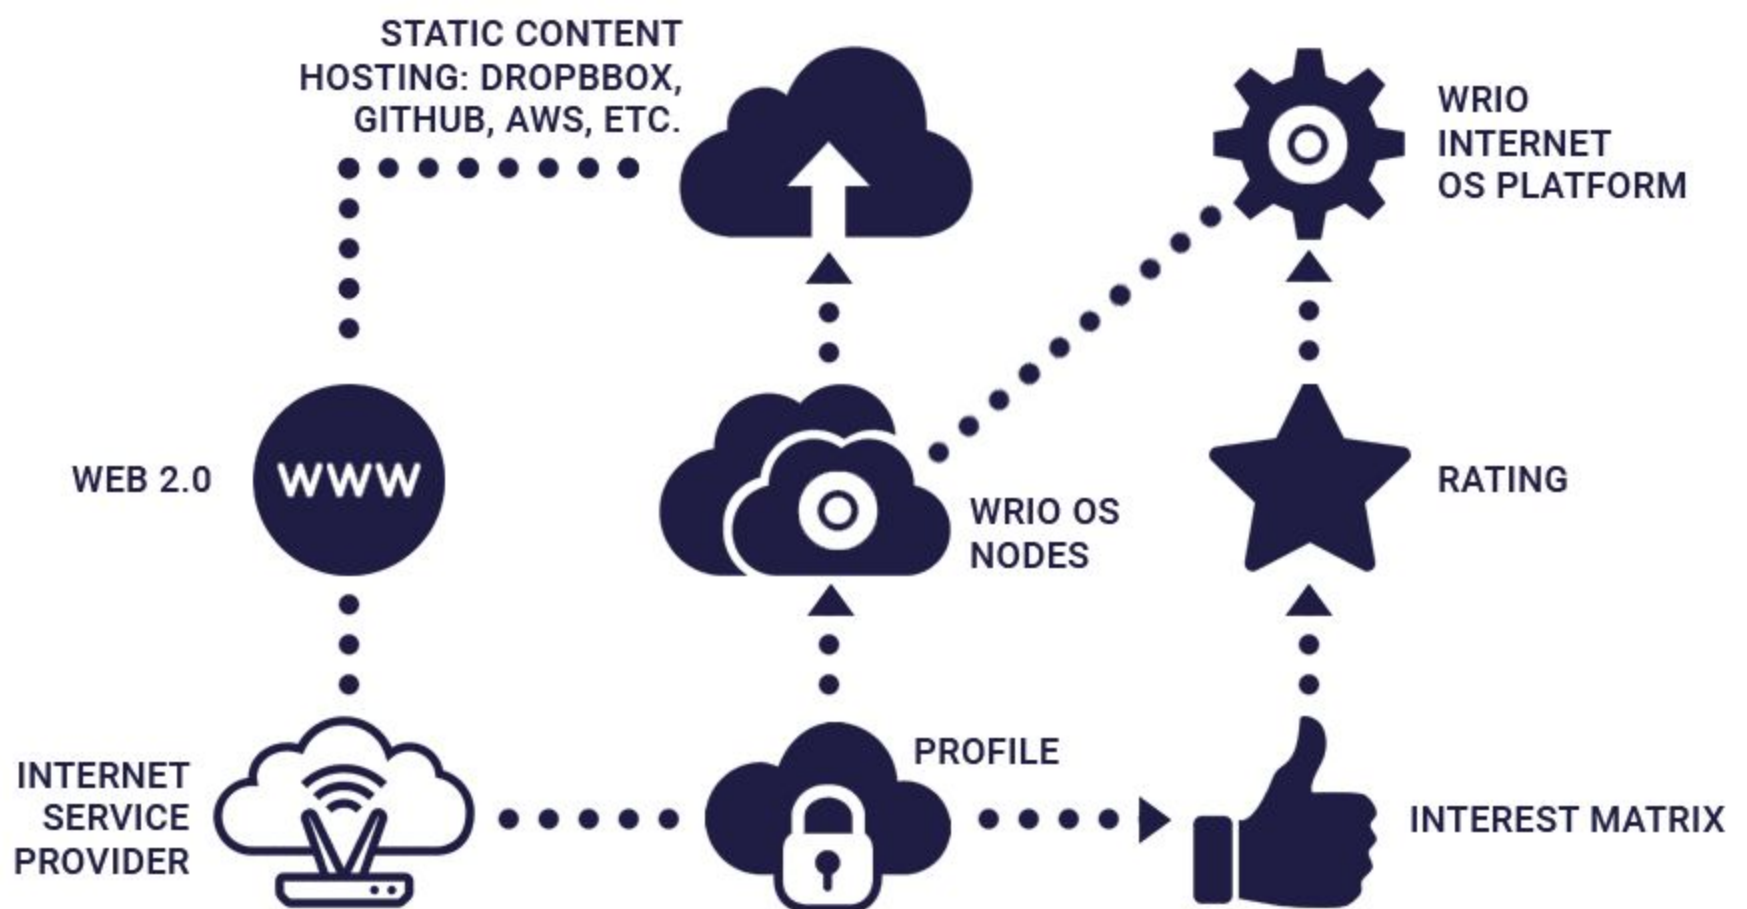 STATIC CONTENT
HOSTING: DROPBBOX,
GITHUB, AWS, ETC.
WRIO
INTERNET
OS PLATFORM
WEB 2.0
WWW
WRIO OS
NODES
RATING
INTERNET
SERVICE
PROVIDER
PROFILE
INTEREST MATRIX